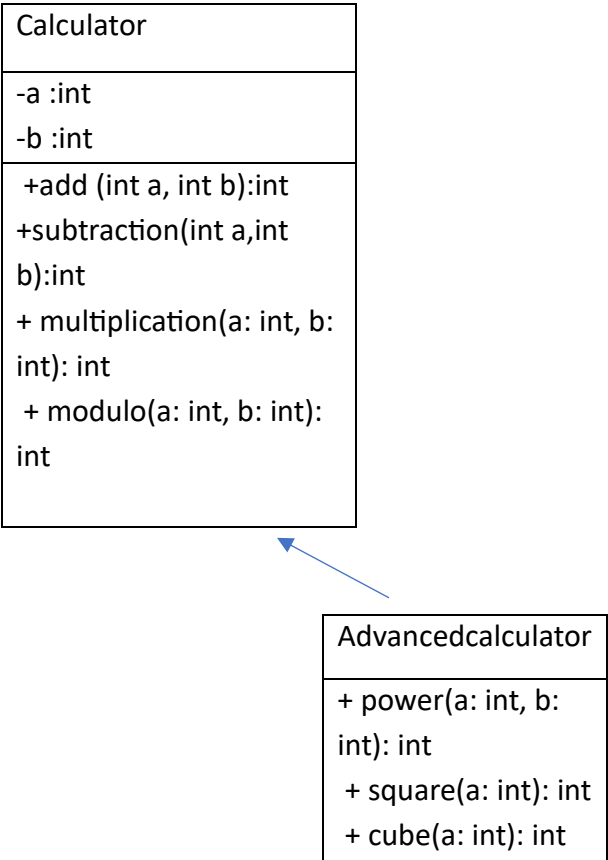 Calculator
-a :int
-b :int
+add (int a, int b):int
+subtraction(int a,int
b):int
+ multiplication(a: int, b:
int): int
+ modulo(a: int, b: int):
int
Advancedcalculator
+ power(a: int, b:
int): int
+ square(a: int): int
+ cube(a: int): int